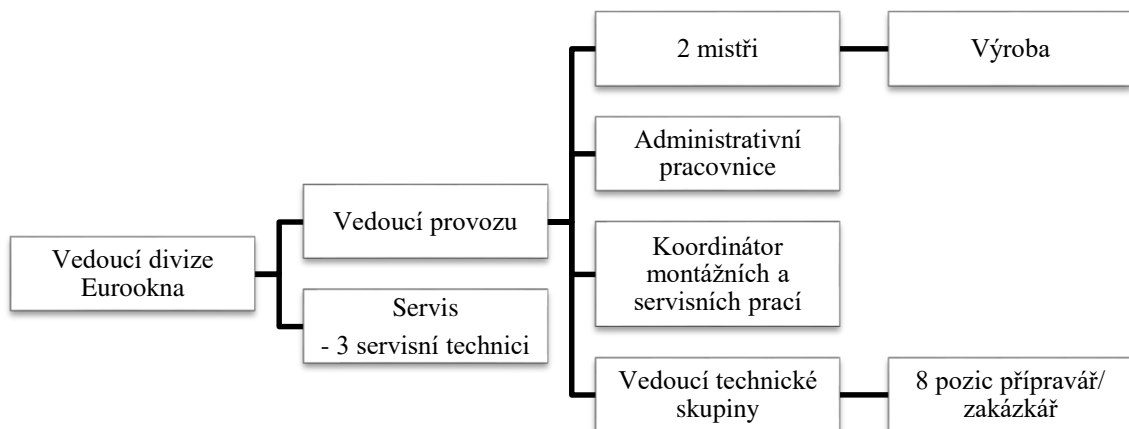 Vedoucí divize
Eurookna
Vedoucí provozu
Servis
- 3 servisní technici
2 mistři
Výroba
Administrativní
pracovnice
Koordinátor
montážních a
servisních prací
Vedoucí technické
skupiny
8 pozic přípravář/
zakázkář